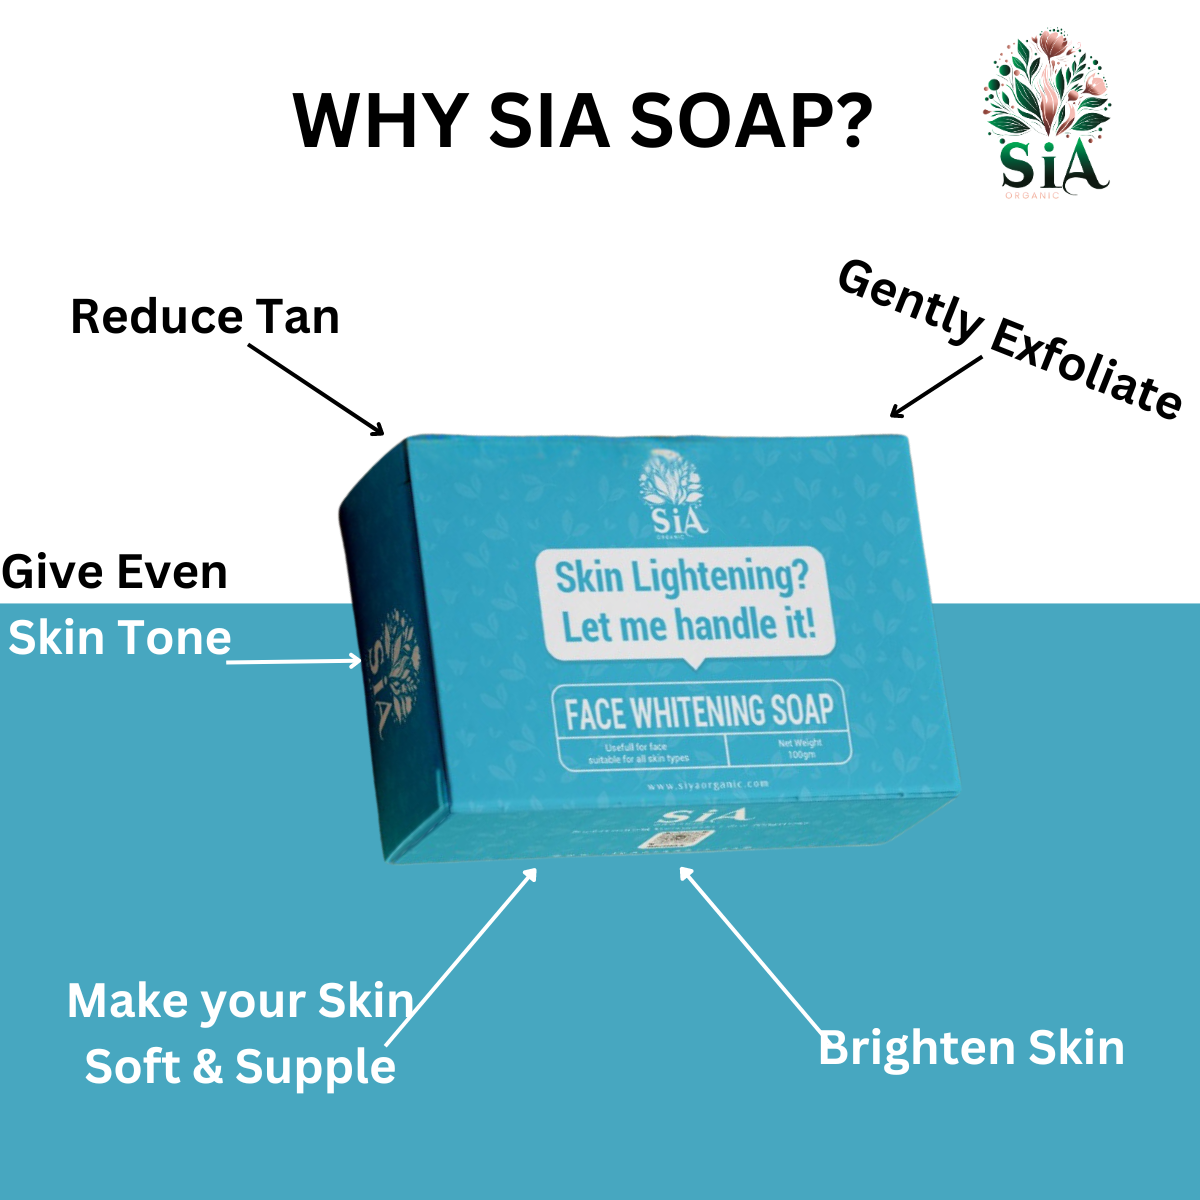 WHY SIA SOAP?
SiA
ORGANIC
Reduce Tan
Gently Exfoliate
Give Even
Skin Tone
SiA
ORGANIC
Skin Lightening?
Let me handle it!
FACE WHITENING SOAP
Usefull for face
suitable for all skin types
Net Weight
100gm
www.siyaorganic.com
SiA
SiA
Make your Skin
Soft & Supple
Brighten Skin